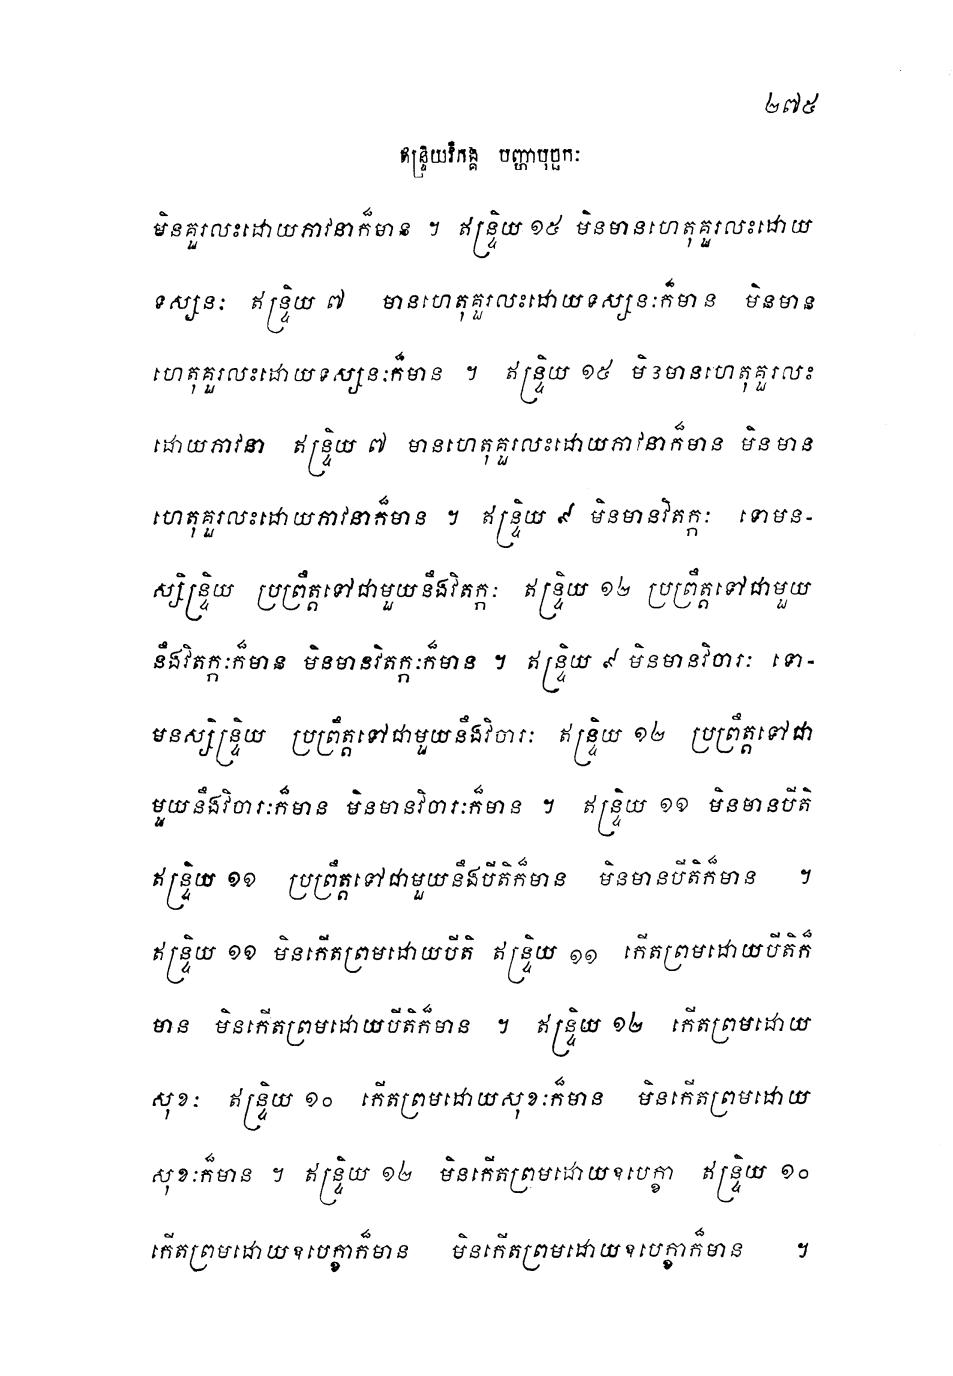 ២៧៥
ឥន្ទ្រិយវិភង្គ បញ្ហាបុច្ឆកៈ
មិនគួរលះដោយភាវនាក៏មាន ។ ឥន្ទ្រិយ ១៥ មិនមានហេតុគួរលះដោយ
ទស្សនៈ ឥន្ទ្រិយ ៧ មានហេតុគួរលះដោយទស្សនៈក៏មាន មិនមាន
ហេតុគួរលះដោយទស្សនៈក៏មាន ។ ឥន្ទ្រិយ ១៥ មិនមានហេតុគួរលះ
ដោយភាវនា ឥន្ទ្រិយ ៧ មានហេតុគួរលះដោយភាវនាក៏មាន មិនមាន
ហេតុគួរលះដោយភាវនាក៏មាន ។ ឥន្ទ្រិយ ៩ មិនមានវិតក្កៈ ទោមន-
ស្សិន្ទ្រិយ ប្រព្រឹត្តទៅជាមួយនឹងវិតក្កៈ ឥន្ទ្រិយ ១២ ប្រព្រឹត្តទៅជាមួយ
នឹងវិតក្កៈក៏មាន មិនមានវិតក្កៈក៏មាន ។ ឥន្ទ្រិយ ៩ មិនមានវិចារៈ ទោ-
មនស្សិន្ទ្រិយ ប្រព្រឹត្តទៅជាមួយនឹងវិចារៈ ឥន្ទ្រិយ ១២ ប្រព្រឹត្តទៅជា
មួយនឹងវិចារៈក៏មាន មិនមានវិចារៈក៏មាន ។ ឥន្ទ្រិយ ១១ មិនមានបីតិ
ឥន្ទ្រិយ ១១ ប្រព្រឹត្តទៅជាមួយនឹងបីតិក៏មាន មិនមានបីតិក៏មាន ។
ឥន្ទ្រិយ ១១ មិនកើតព្រមដោយបីតិ ឥន្ទ្រិយ ១១ កើតព្រមដោយបីតិក៏
មាន មិនកើតព្រមដោយបីតិក៏មាន ។ ឥន្ទ្រិយ ១២ កើតព្រមដោយ
សុខៈ ឥន្ទ្រិយ ១០ កើតព្រមដោយសុខៈក៏មាន មិនកើតព្រមដោយ
សុខៈក៏មាន ។ ឥន្ទ្រិយ ១២ មិនកើតព្រមដោយឧបេក្ខា ឥន្ទ្រិយ ១០
កើតព្រមដោយឧបេក្ខាក៏មាន មិនកើតព្រមដោយឧបេក្ខាក៏មាន ។